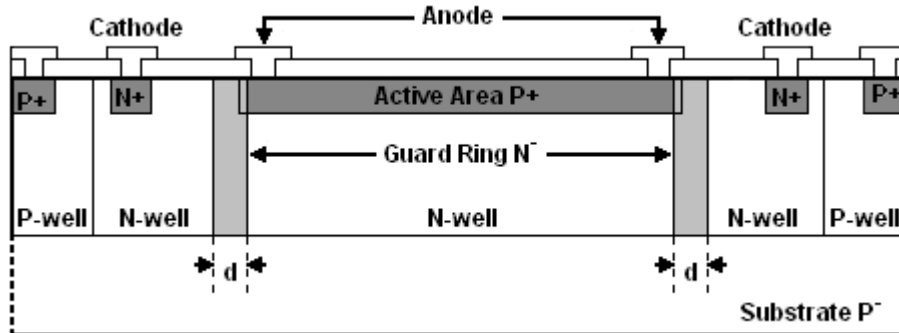 Cathode
Anode
Cathode
P+
N+
Active Area P+
N+
P+
Guard Ring N⁻
P-well
N-well
N-well
N-well
P-well
d
d
Substrate P⁻